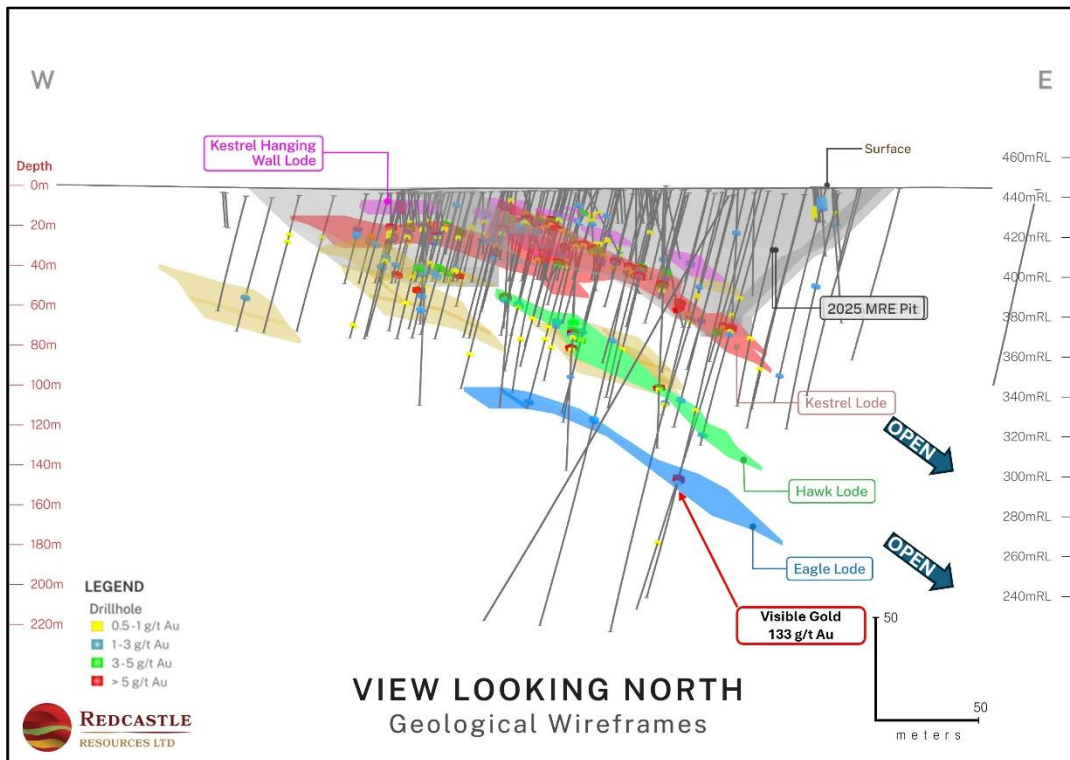 W
E
Kestrel Hanging
Wall Lode
Surface
Depth
0m
20m
40m
60m
80m
100m
120m
140m
160m
180m
200m
220m
460mRL
440mRL
420mRL
400mRL
380mRL
360mRL
340mRL
320mRL
300mRL
280mRL
260mRL
240mRL
2025 MRE Pit
Kestrel Lode
OPEN
Hawk Lode
OPEN
Eagle Lode
Visible Gold
133 g/t Au
LEGEND
Drillhole
0.5-1 g/t Au
1-3 g/t Au
3-5 g/t Au
> 5 g/t Au
50
50
meters
VIEW LOOKING NORTH
Geological Wireframes
REDCASTLE
RESOURCES LTD